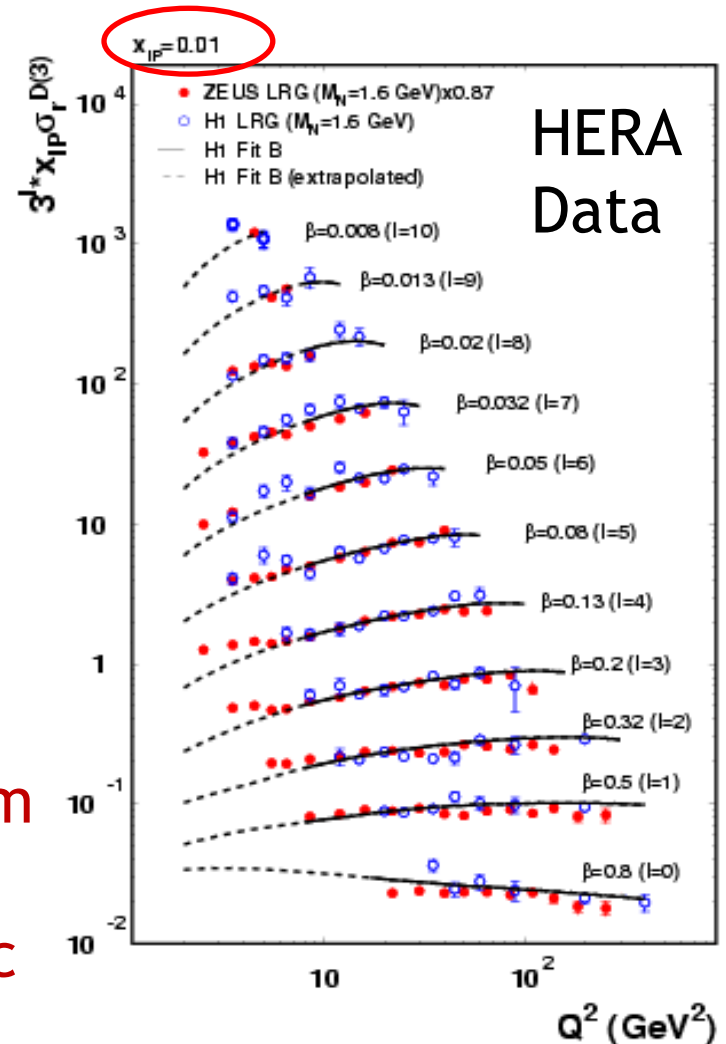 x_IP=0.01
3^l*x_IP σ_r^D(3)
ZEUS LRG (M_N=1.6 GeV)x0.87
H1 LRG (M_N=1.6 GeV)
H1 Fit B
H1 Fit B (extrapolated)
HERA
Data
β=0.008 (l=10)
β=0.013 (l=9)
β=0.02 (l=8)
β=0.032 (l=7)
β=0.05 (l=6)
β=0.08 (l=5)
β=0.13 (l=4)
β=0.2 (l=3)
β=0.32 (l=2)
β=0.5 (l=1)
β=0.8 (l=0)
10^4
10^3
10^2
10
1
10^-1
10^-2
10
10^2
Q^2 (GeV^2)
m
c